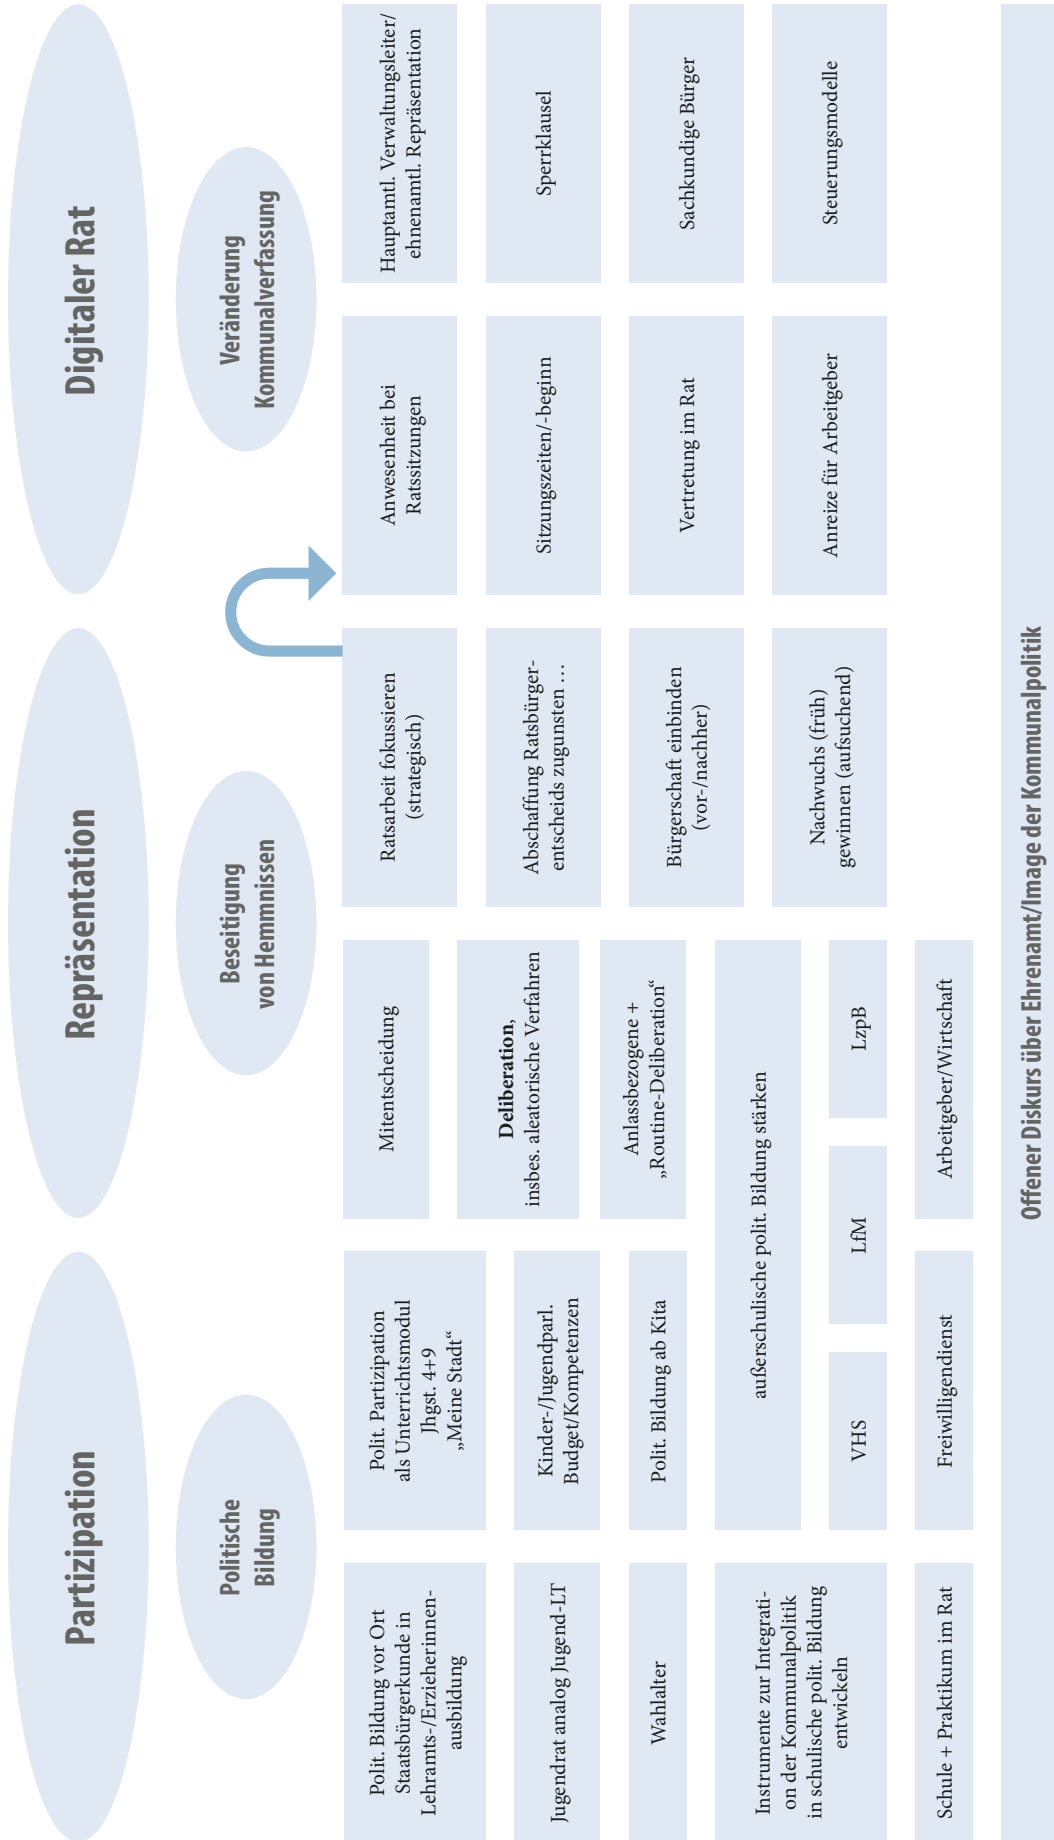 Partizipation
Repräsentation
Digitaler Rat
Politische
Bildung
Beseitigung
von Hemmnissen
Veränderung
Kommunalverfassung
Polit. Bildung vor Ort
Staatsbürgerkunde in
Lehramts-/Erzieherinnen-
ausbildung
Jugendrat analog Jugend-LT
Wahlalter
Instrumente zur Integrati-
on der Kommunalpolitik
in schulische polit. Bildung
entwickeln
Schule + Praktikum im Rat
Polit. Partizipation
als Unterrichtsmodul
Jhgst. 4+9
„Meine Stadt“
Kinder-/Jugendparl.
Budget/Kompetenzen
Polit. Bildung ab Kita
außerschulische polit. Bildung stärken
VHS
LfM
LzpB
Freiwilligendienst
Arbeitgeber/Wirtschaft
Mitentscheidung
Deliberation,
insbes. aleatorische Verfahren
Anlassbezogene +
„Routine-Deliberation“
Ratsarbeit fokussieren
(strategisch)
Abschaffung Ratsbürger-
entscheids zugunsten …
Bürgerschaft einbinden
(vor-/nachher)
Nachwuchs (früh)
gewinnen (aufsuchend)
Anwesenheit bei
Ratssitzungen
Sitzungszeiten/-beginn
Vertretung im Rat
Anreize für Arbeitgeber
Hauptamtl. Verwaltungsleiter/
ehnenamtl. Repräsentation
Sperrklausel
Sachkundige Bürger
Steuerungsmodelle
Offener Diskurs über Ehrenamt/Image der Kommunalpolitik